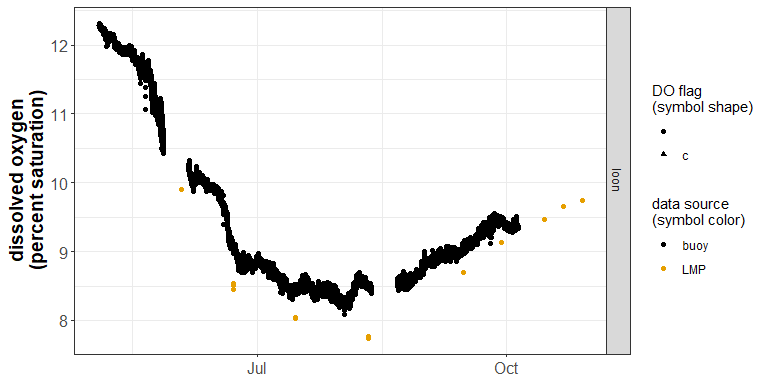 dissolved oxygen
(percent saturation)
12
11
10
9
8
Jul
Oct
loon
DO flag
(symbol shape)
c
data source
(symbol color)
buoy
LMP